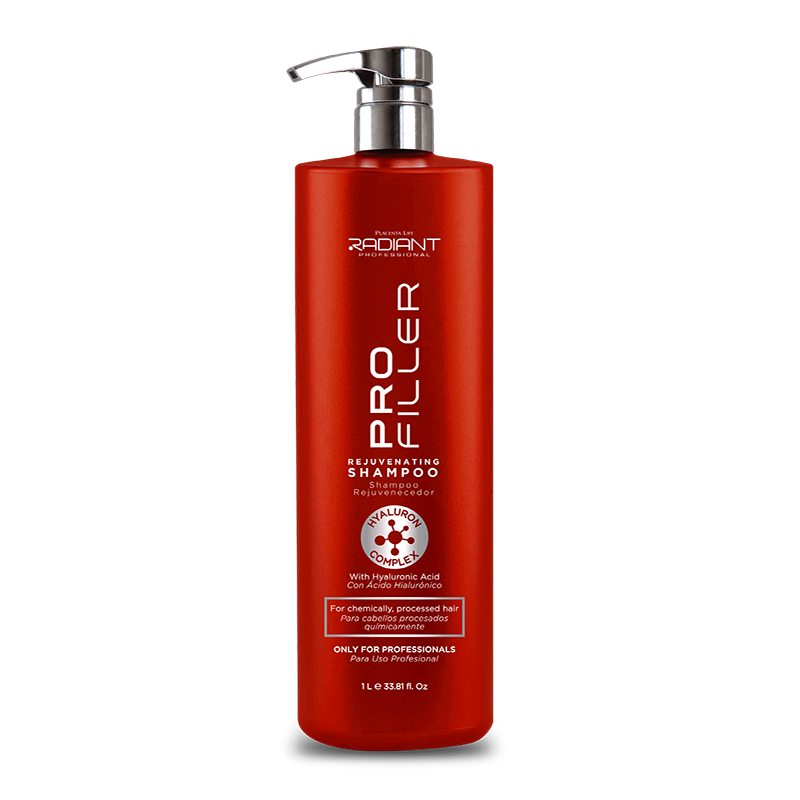 PLACENTA LIFE
RADIANT
PROFESSIONAL
PRO
FILLER
REJUVENATING
SHAMPOO
Shampoo
Rejuvenecedor
HYALURON
COMPLEX
With Hyaluronic Acid
Con Ácido Hialurónico
For chemically, processed hair
Para cabellos procesados
químicamente
ONLY FOR PROFESSIONALS
Para Uso Profesional
1 L e 33.81 fl. Oz